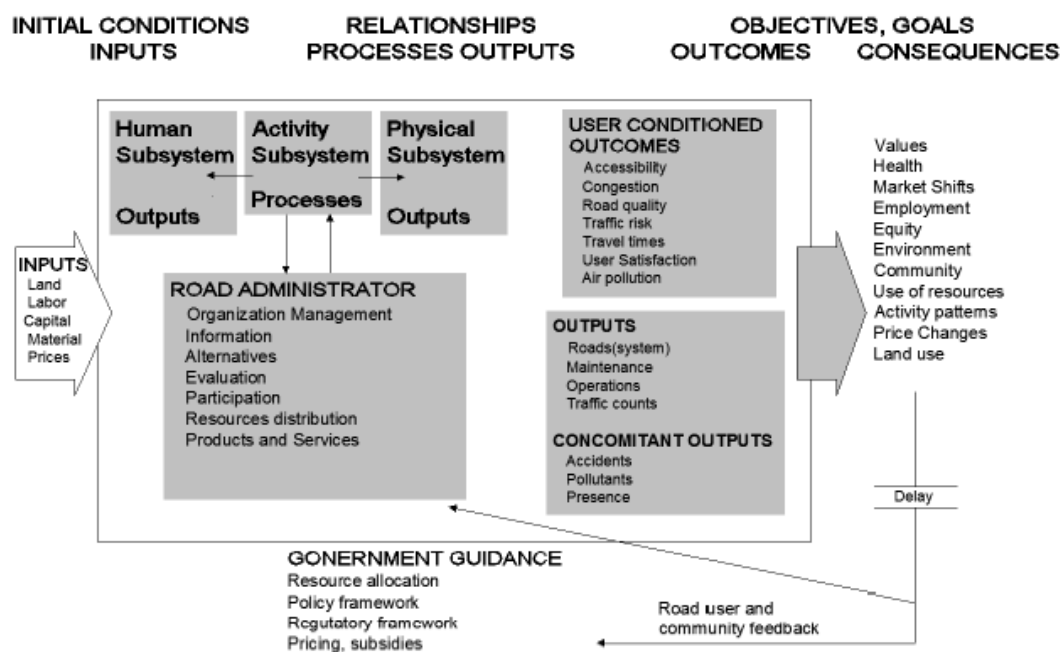 INITIAL CONDITIONS
INPUTS
RELATIONSHIPS
PROCESSES OUTPUTS
OBJECTIVES, GOALS
OUTCOMES CONSEQUENCES
Human
Subsystem
Outputs
Activity
Subsystem
Processes
Physical
Subsystem
Outputs
INPUTS
Land
Labor
Capital
Material
Prices
ROAD ADMINISTRATOR
Organization Management
Information
Alternatives
Evaluation
Participation
Resources distribution
Products and Services
USER CONDITIONED
OUTCOMES
Accessibility
Congestion
Road quality
Traffic risk
Travel times
User Satisfaction
Air pollution
OUTPUTS
Roads(system)
Maintenance
Operations
Traffic counts
CONCOMITANT OUTPUTS
Accidents
Pollutants
Presence
Values
Health
Market Shifts
Employment
Equity
Environment
Community
Use of resources
Activity patterns
Price Changes
Land use
Delay
GONERNMENT GUIDANCE
Resource allocation
Policy framework
Regutatory framework
Pricing, subsidies
Road user and
community feedback